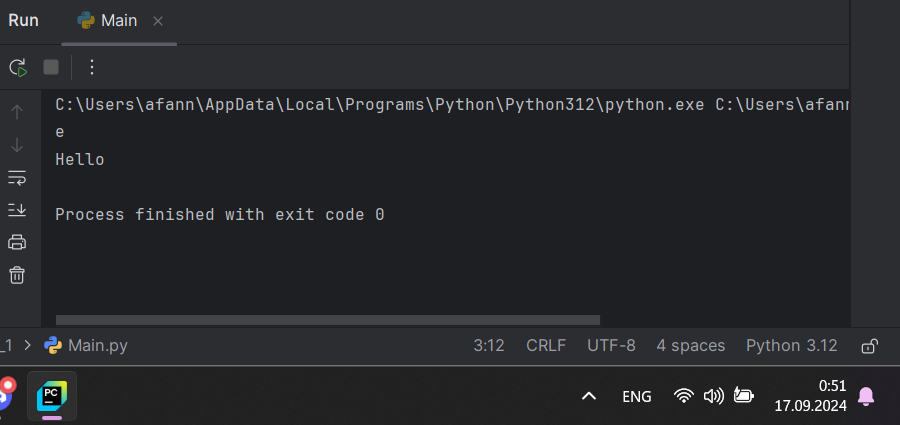 Run Main
C:\Users\afann\AppData\Local\Programs\Python\Python312\python.exe C:\Users\afann
e
Hello
Process finished with exit code 0
_1 > Main.py 3:12 CRLF UTF-8 4 spaces Python 3.12
PC ENG 0:51
17.09.2024